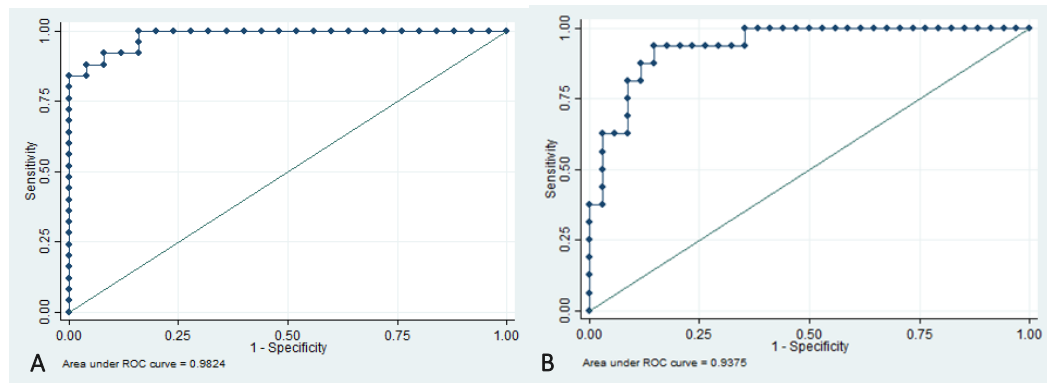 1.00
0.75
Sensitivity
0.50
0.25
0.00
0.00 0.25 0.50 0.75 1.00
1 - Specificity
A Area under ROC curve = 0.9824
1.00
0.75
Sensitivity
0.50
0.25
0.00
0.00 0.25 0.50 0.75 1.00
1 - Specificity
B Area under ROC curve = 0.9375